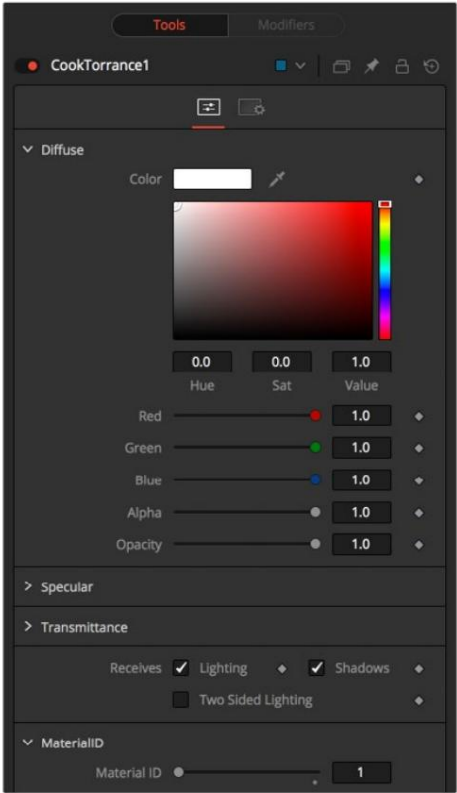 Tools Modifiers
CookTorrance1
Diffuse
Color
0.0 0.0 1.0
Hue Sat Value
Red 1.0
Green 1.0
Blue 1.0
Alpha 1.0
Opacity 1.0
Specular
Transmittance
Receives Lighting Shadows
Two Sided Lighting
MaterialID
Material ID 1